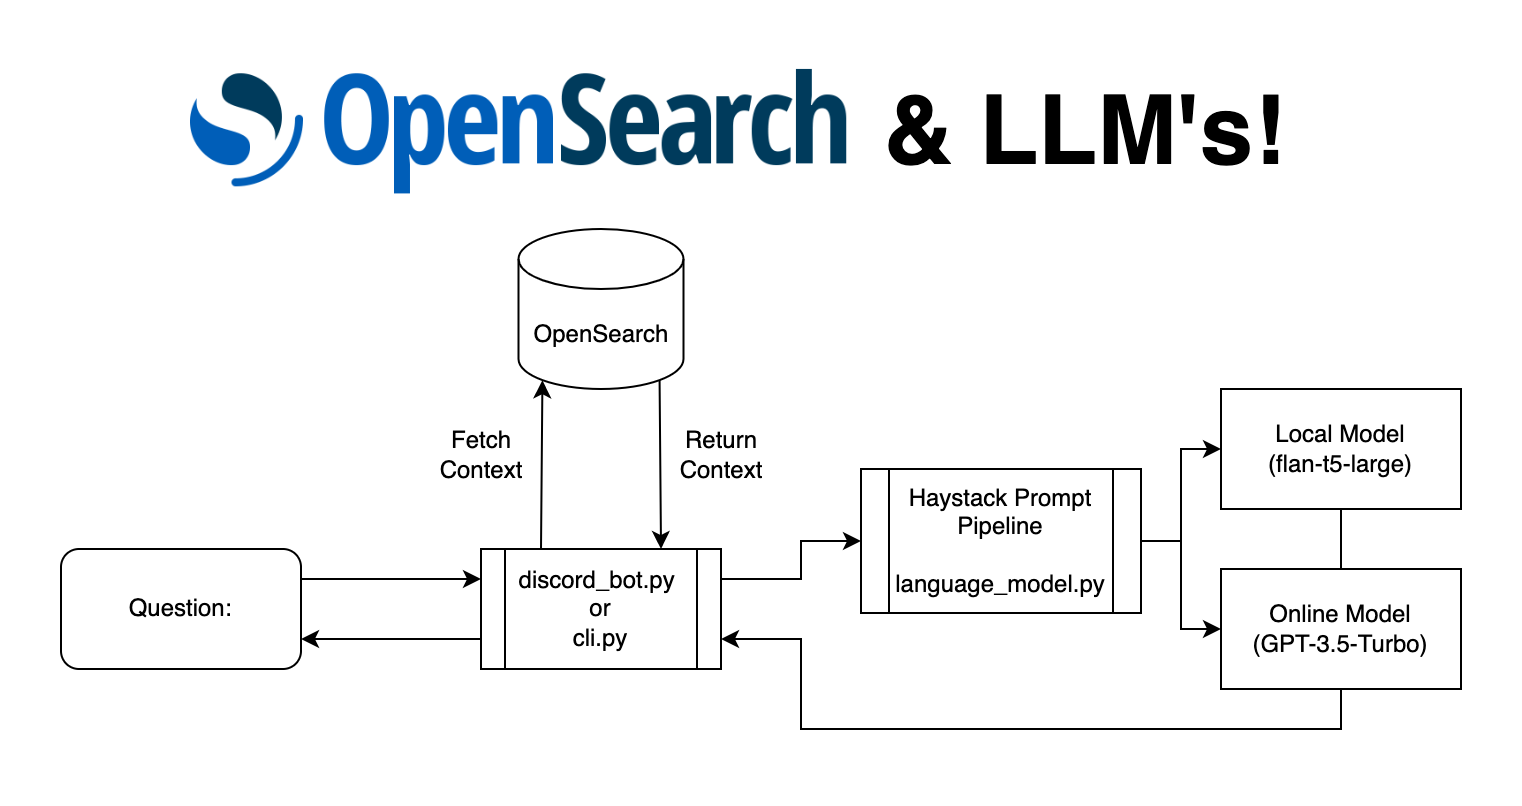 OpenSearch & LLM's!
OpenSearch
Fetch
Context
Return
Context
Question:
discord_bot.py
or
cli.py
Haystack Prompt
Pipeline
language_model.py
Local Model
(flan-t5-large)
Online Model
(GPT-3.5-Turbo)